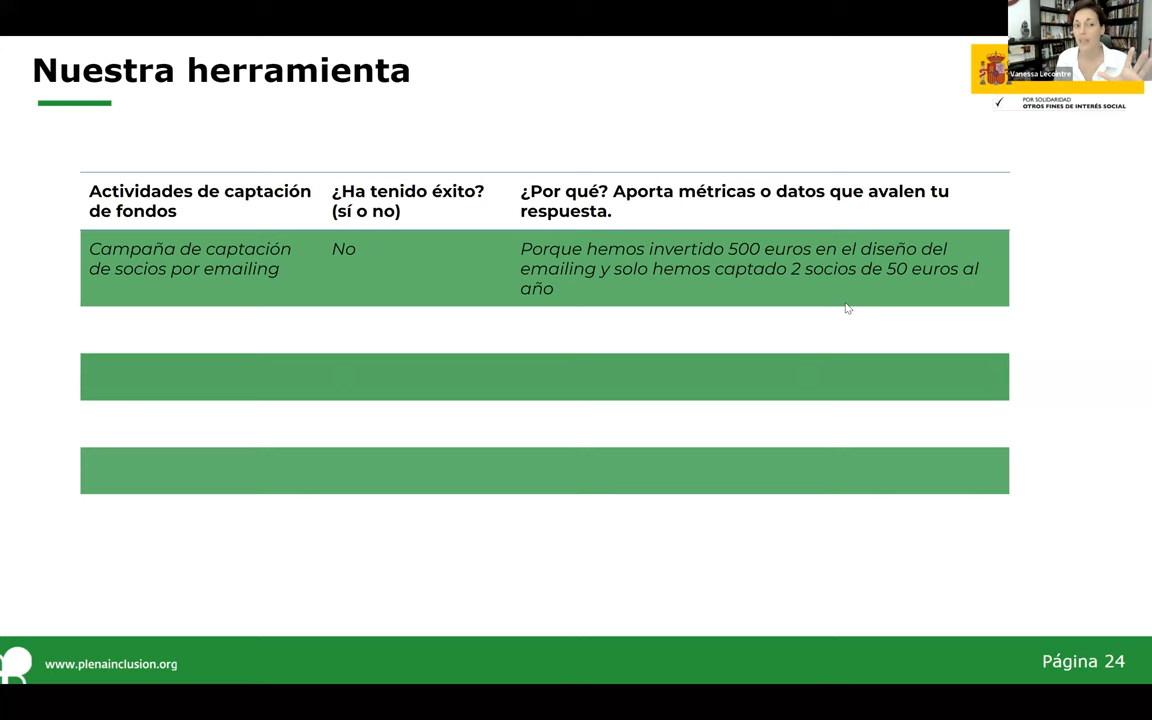 Nuestra herramienta
Vanessa Lecointre
POR SOLIDARIDAD
OTROS FINES DE INTERÉS SOCIAL
Actividades de captación
de fondos
¿Ha tenido éxito?
(sí o no)
¿Por qué? Aporta métricas o datos que avalen tu
respuesta.
Campaña de captación
de socios por emailing
No
Porque hemos invertido 500 euros en el diseño del
emailing y solo hemos captado 2 socios de 50 euros al
año
www.plenainclusion.org
Página 24